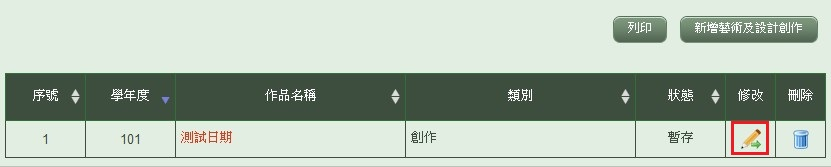 列印 新增藝術及設計創作
序號 學年度 作品名稱 類別 狀態 修改 刪除
1 101 測試日期 創作 暫存